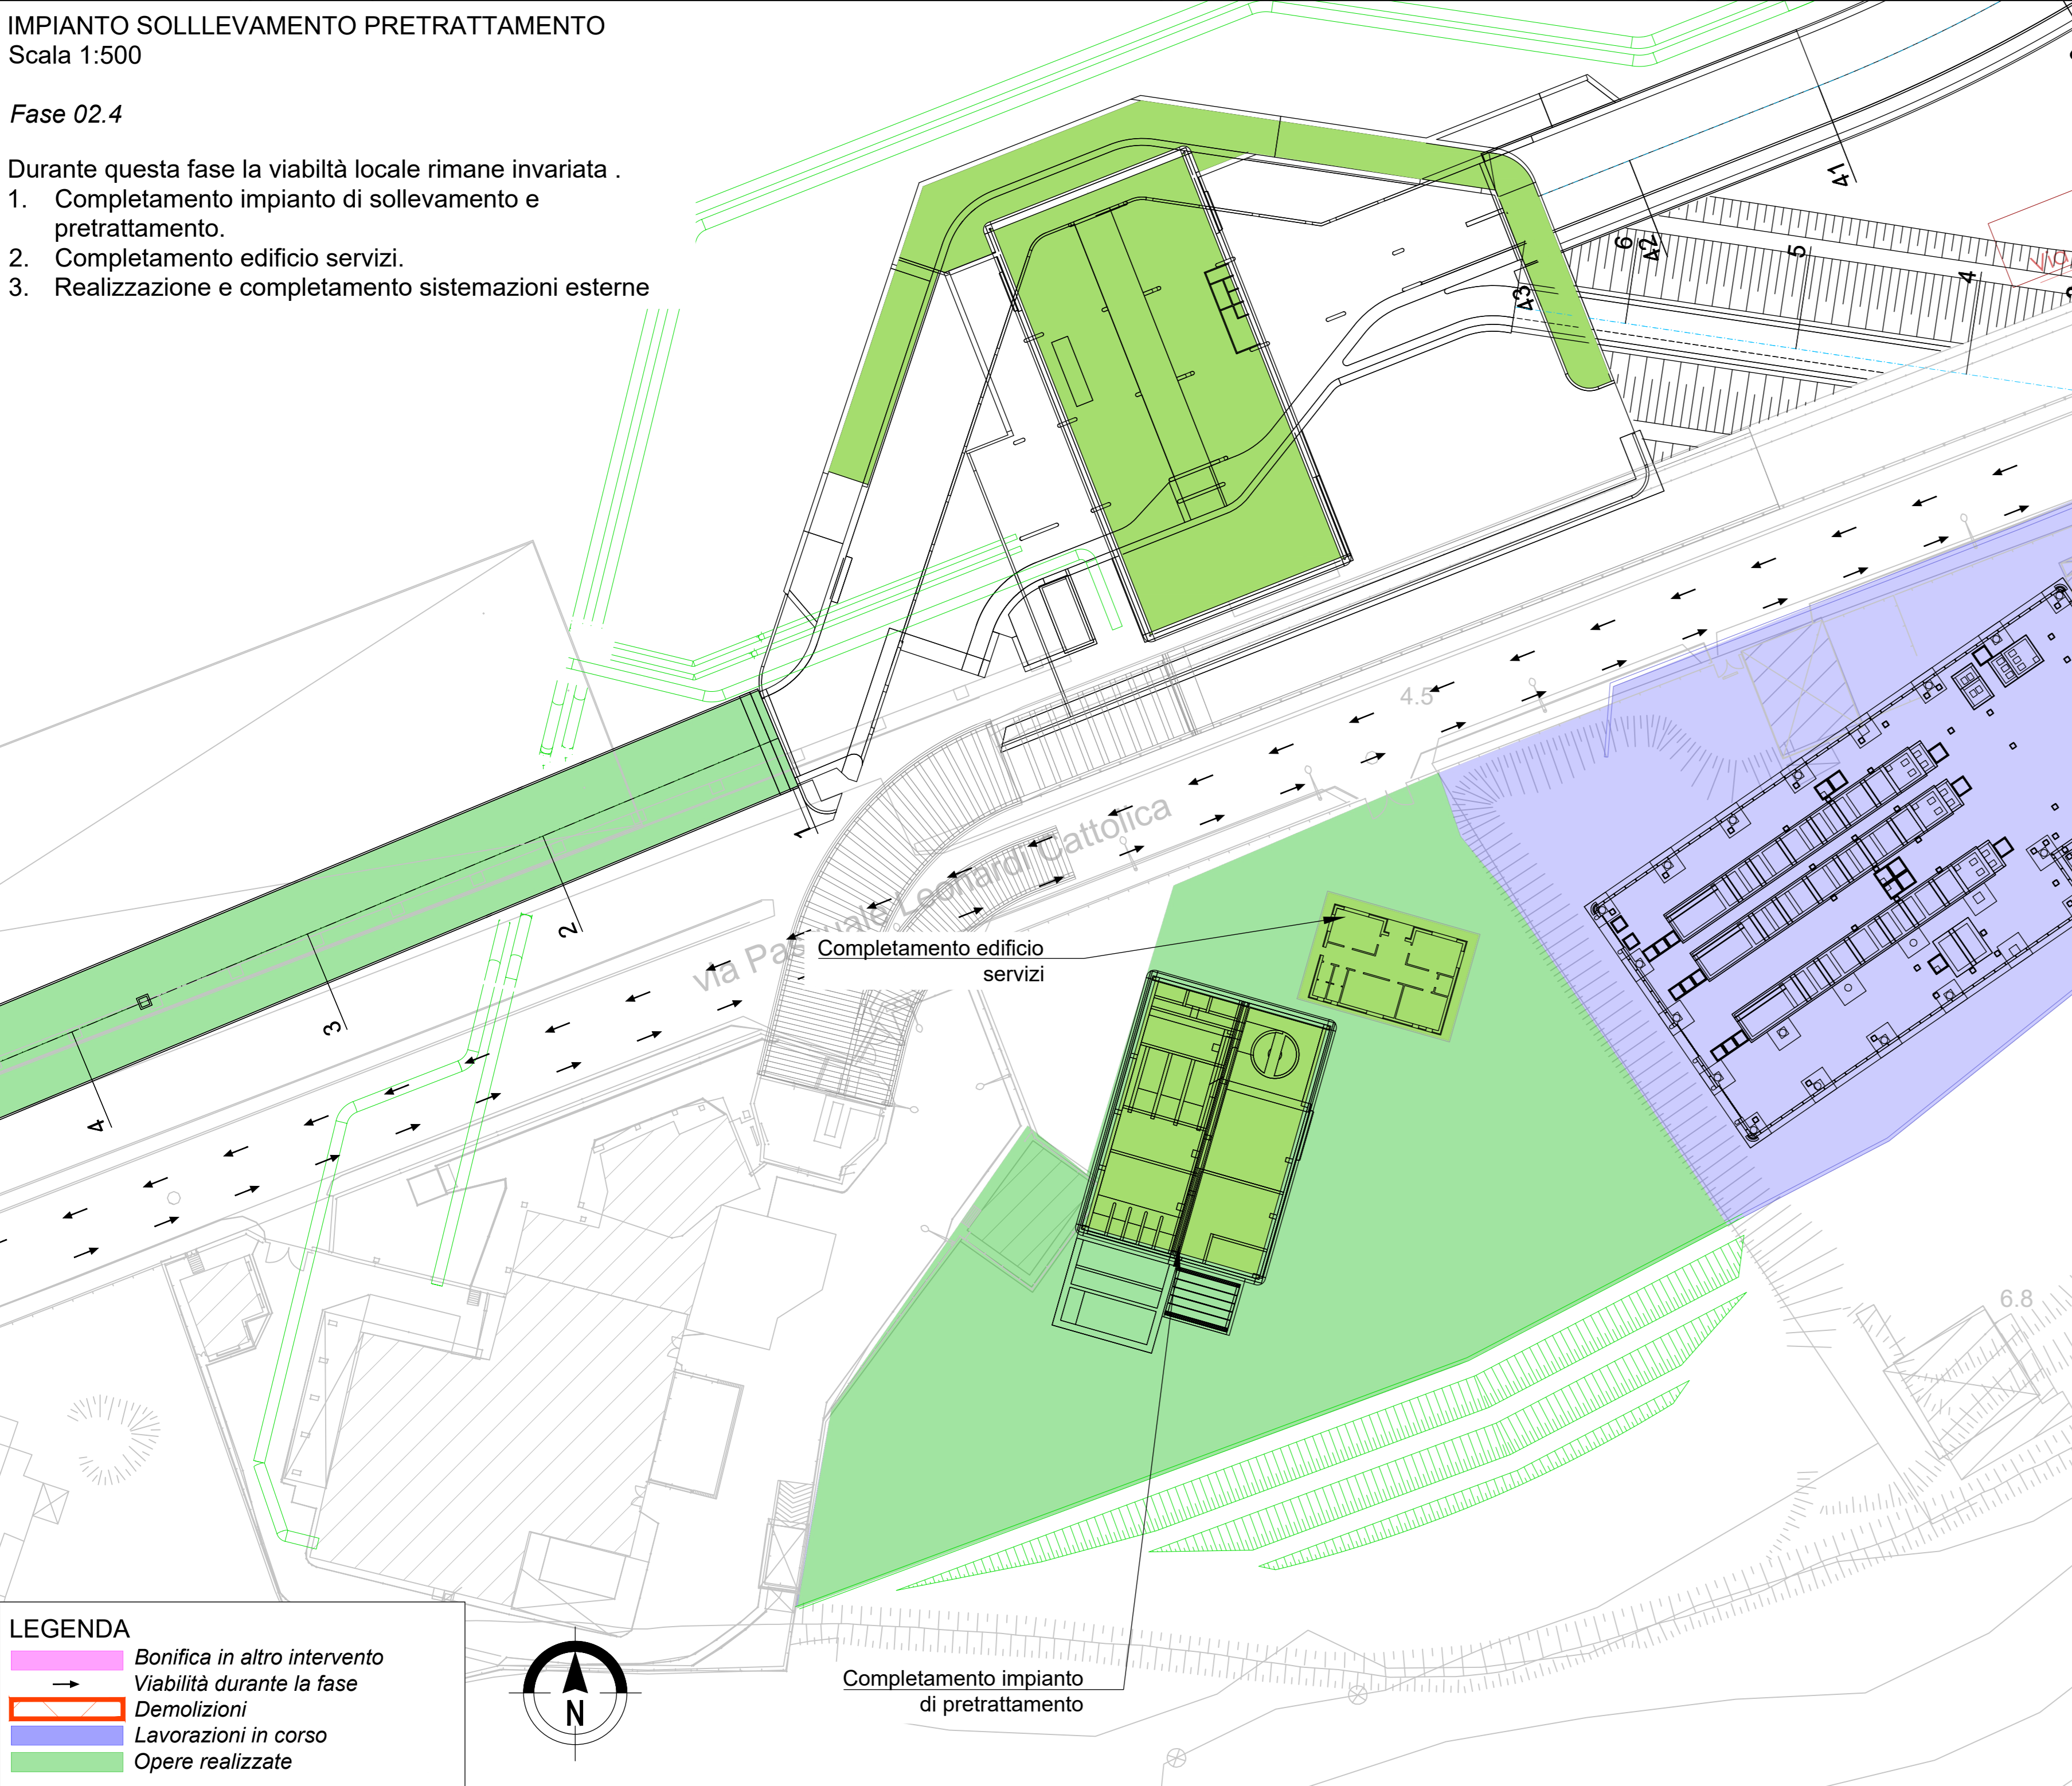 IMPIANTO SOLLLEVAMENTO PRETRATTAMENTO
Scala 1:500
Fase 02.4
Durante questa fase la viabiltà locale rimane invariata .
1. Completamento impianto di sollevamento e
pretrattamento.
2. Completamento edificio servizi.
3. Realizzazione e completamento sistemazioni esterne
41
6
42
5
4
43
4.5
via Pasquale Leonardi Cattolica
1
2
3
4
Completamento edificio
servizi
6.8
Completamento impianto
di pretrattamento
LEGENDA
Bonifica in altro intervento
Viabilità durante la fase
Demolizioni
Lavorazioni in corso
Opere realizzate
N